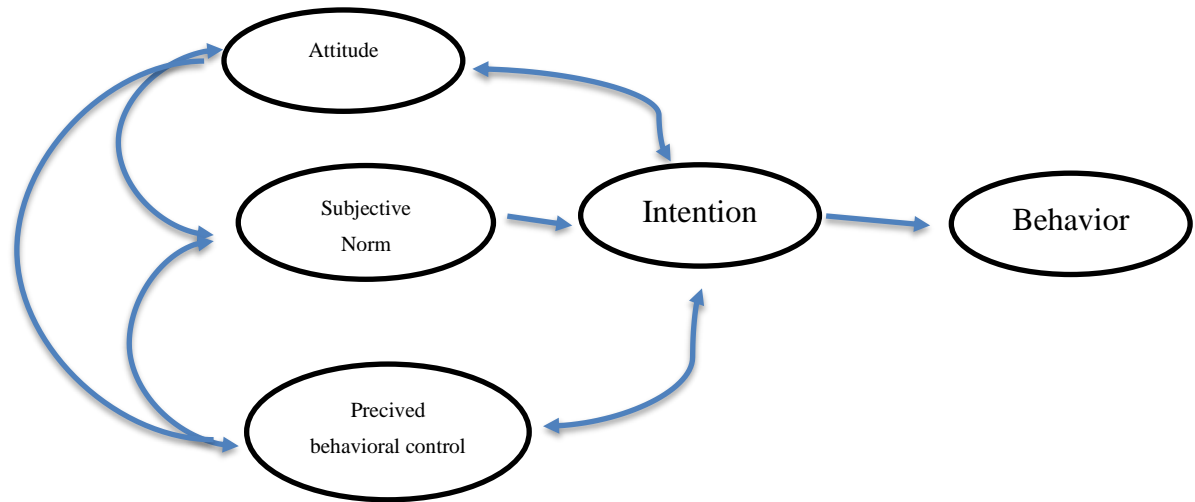 Attitude
Subjective
Norm
Intention
Behavior
Precived
behavioral control